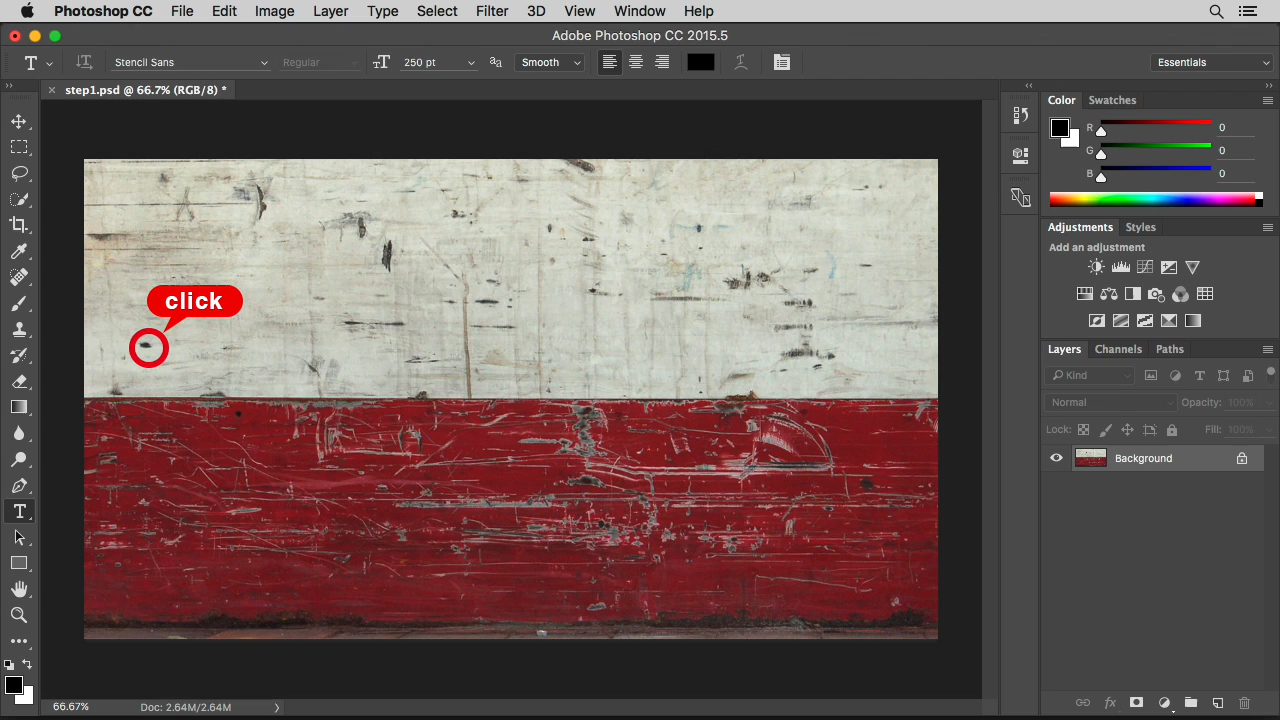 Photoshop CC File Edit Image Layer Type Select Filter 3D View Window Help
Adobe Photoshop CC 2015.5
T Stencil Sans Regular 250 pt Smooth Essentials
step1.psd @ 66.7% (RGB/8) *
Color Swatches
R 0
G 0
B 0
Adjustments Styles
Add an adjustment
click
Layers Channels Paths
Kind
Normal Opacity: 100%
Lock: Fill: 100%
Background
66.67% Doc: 2.64M/2.64M
fx